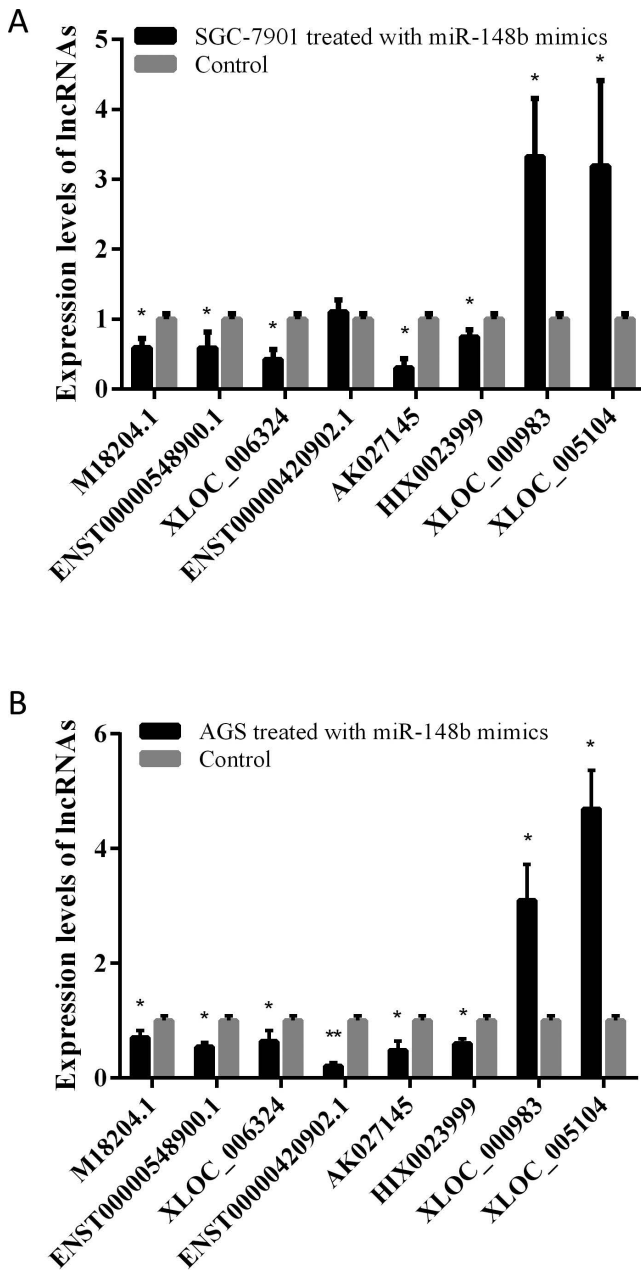 A
SGC-7901 treated with miR-148b mimics
Control
Expression levels of lncRNAs
5
4
3
2
1
0
* * * * * * *
M18204.1
ENST00000548900.1
XLOC_006324
ENST00000420902.1
AK027145
HIX0023999
XLOC_000983
XLOC_005104
B
AGS treated with miR-148b mimics
Control
Expression levels of lncRNAs
6
4
2
0
* * * ** * * * *
M18204.1
ENST00000548900.1
XLOC_006324
ENST00000420902.1
AK027145
HIX0023999
XLOC_000983
XLOC_005104